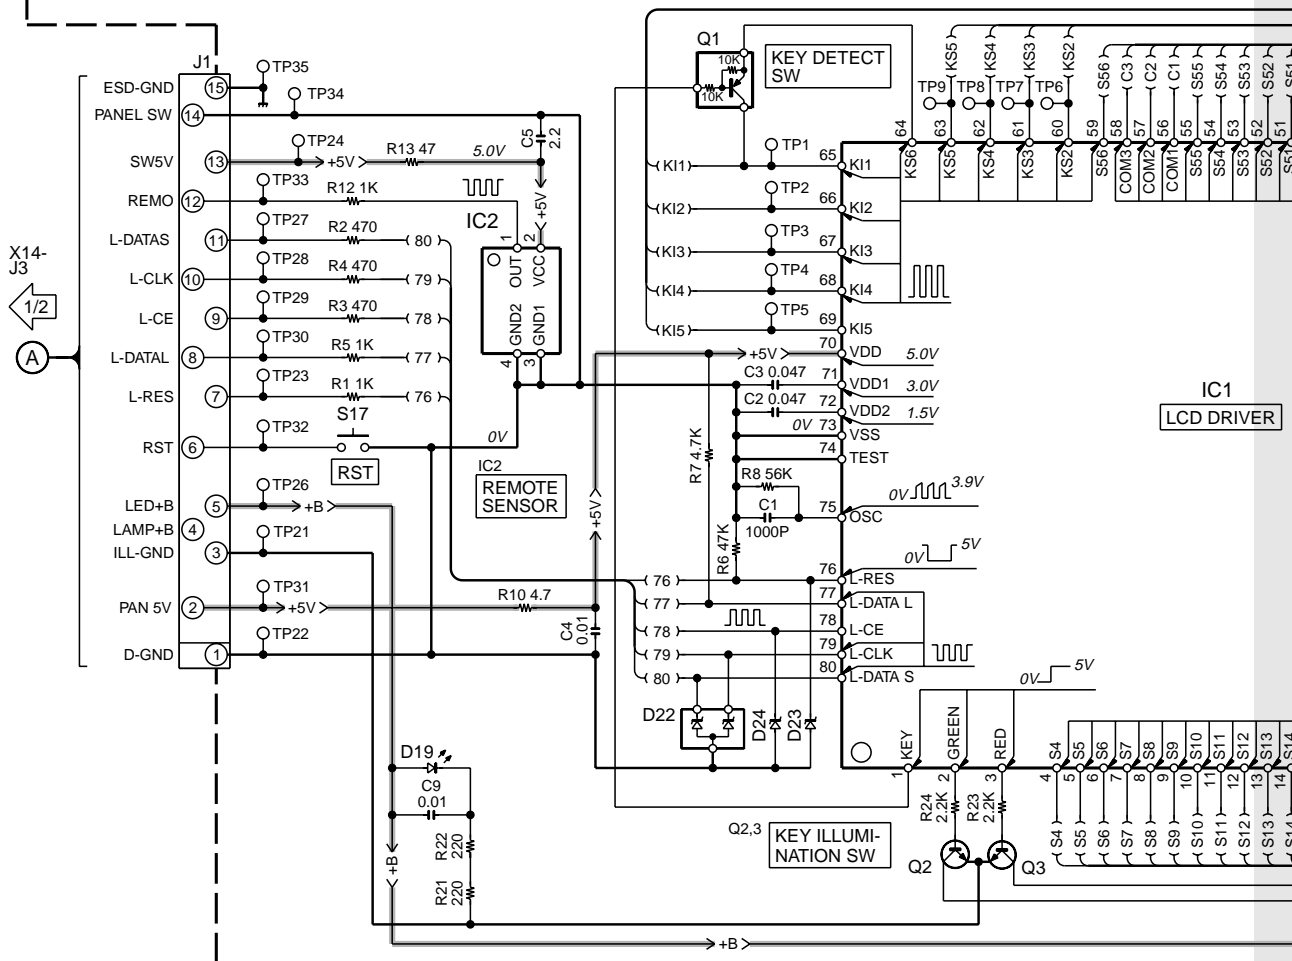 X14-
J3
1/2
A
J1
ESD-GND 15 TP35
PANEL SW 14 TP34
SW5V 13 TP24 +5V R13 47 5.0V
C5
2.2
REMO 12 TP33 R12 1K
L-DATAS 11 TP27 R2 470 80
L-CLK 10 TP28 R4 470 79
L-CE 9 TP29 R3 470 78
L-DATAL 8 TP30 R5 1K 77
L-RES 7 TP23 R1 1K 76
RST 6 TP32
S17
RST
0V
LED+B 5 TP26 +B
LAMP+B 4
ILL-GND 3 TP21
PAN 5V 2 TP31 +5V R10 4.7
D-GND 1 TP22
IC2
+5V
1 2
OUT VCC
GND2 GND1
4 3
IC2
REMOTE
SENSOR
+5V
C4
0.01
D19
C9
0.01
R22
220
R21
220
+B
+B
Q1
10K
10K
KEY DETECT
SW
KI1 TP1 65 KI1
KI2 TP2 66 KI2
KI3 TP3 67 KI3
KI4 TP4 68 KI4
KI5 TP5 69 KI5
+5V 70 VDD 5.0V
C3 0.047 71 VDD1 3.0V
C2 0.047 72 VDD2 1.5V
0V 73 VSS
74 TEST
R7 4.7K
R8 56K
C1
1000P
75 OSC 0V 3.9V
R6 47K
76 76 L-RES 0V 5V
77 77 L-DATA L
78 78 L-CE
79 79 L-CLK
80 80 L-DATA S
D22 D24 D23
0V 5V
IC1
LCD DRIVER
KS5 KS4 KS3 KS2 S56 C3 C2 C1 S55 S54 S53 S52 S51
TP9 TP8 TP7 TP6
64 63 62 61 60 59 58 57 56 55 54 53 52 51
KS6 KS5 KS4 KS3 KS2 S56 COM3 COM2 COM1 S55 S54 S53 S52 S51
KEY GREEN RED S4 S5 S6 S7 S8 S9 S10 S11 S12 S13 S14
1 2 3 4 5 6 7 8 9 10 11 12 13 14
R24
2.2K
R23
2.2K
S4 S5 S6 S7 S8 S9 S10 S11 S12 S13 S14
Q2,3
KEY ILLUMI-
NATION SW
Q2 Q3